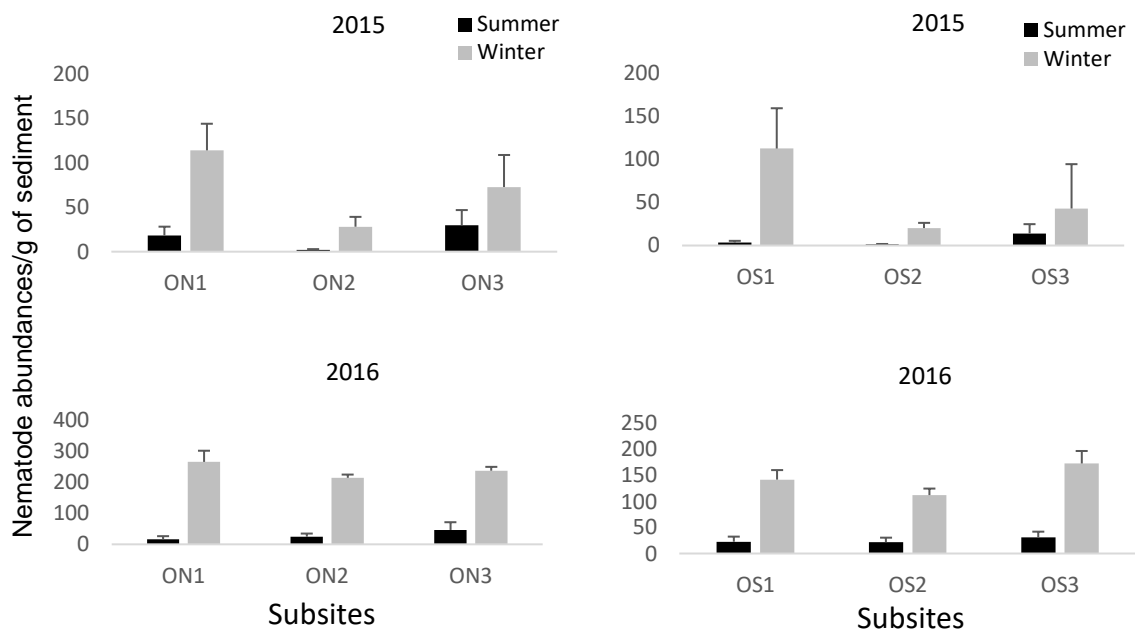 Nematode abundances/g of sediment
2015
Summer
Winter
200
150
100
50
0
ON1 ON2 ON3
2015
Summer
Winter
200
150
100
50
0
OS1 OS2 OS3
2016
400
300
200
100
0
ON1 ON2 ON3
Subsites
2016
250
200
150
100
50
0
OS1 OS2 OS3
Subsites